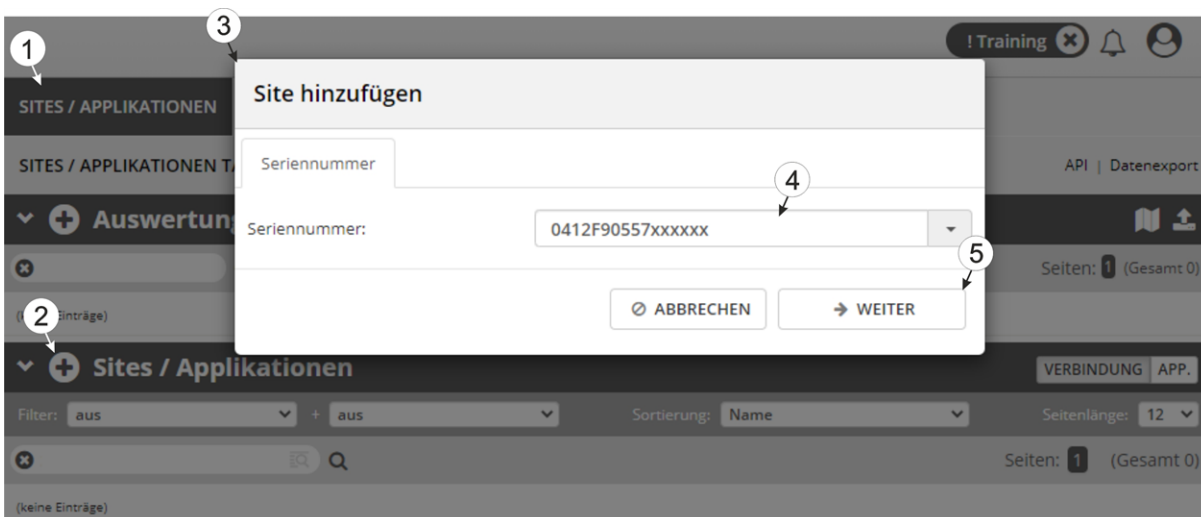 3
1
! Training
Site hinzufügen
SITES / APPLIKATIONEN
Seriennummer
SITES / APPLIKATIONEN T
API | Datenexport
4
Auswertung
Seriennummer:
0412F90557xxxxxx
5
Seiten: 1 (Gesamt 0)
ABBRECHEN
WEITER
2
Einträge)
Sites / Applikationen
VERBINDUNG APP.
Filter: aus + aus Sortierung: Name Seitenlänge: 12
Seiten: 1 (Gesamt 0)
(keine Einträge)